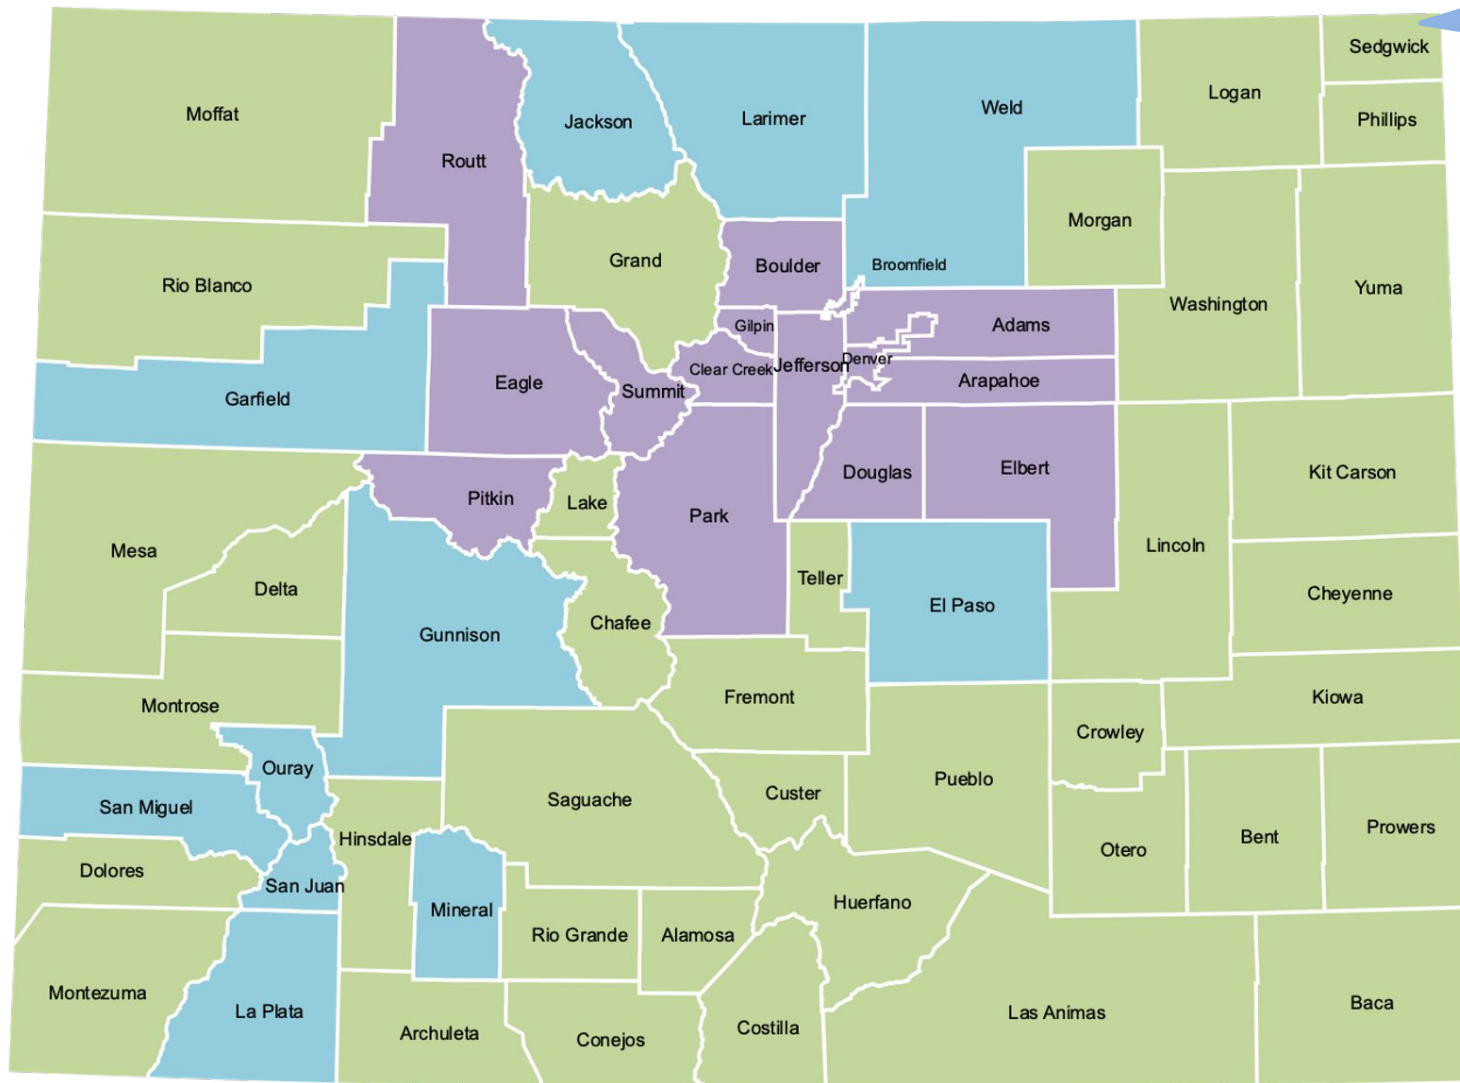 Sedgwick
Moffat
Logan
Phillips
Jackson
Larimer
Weld
Routt
Morgan
Grand
Boulder
Broomfield
Rio Blanco
Yuma
Washington
Gilpin
Adams
Jefferson
Denver
Clear Creek
Arapahoe
Eagle
Summit
Garfield
Douglas
Elbert
Kit Carson
Pitkin
Lake
Park
Lincoln
Mesa
Teller
Delta
Cheyenne
El Paso
Chafee
Gunnison
Fremont
Kiowa
Montrose
Crowley
Ouray
Pueblo
Custer
Saguache
San Miguel
Prowers
Hinsdale
Bent
Otero
Dolores
San Juan
Huerfano
Mineral
Rio Grande
Alamosa
Montezuma
Baca
La Plata
Las Animas
Costilla
Archuleta
Conejos